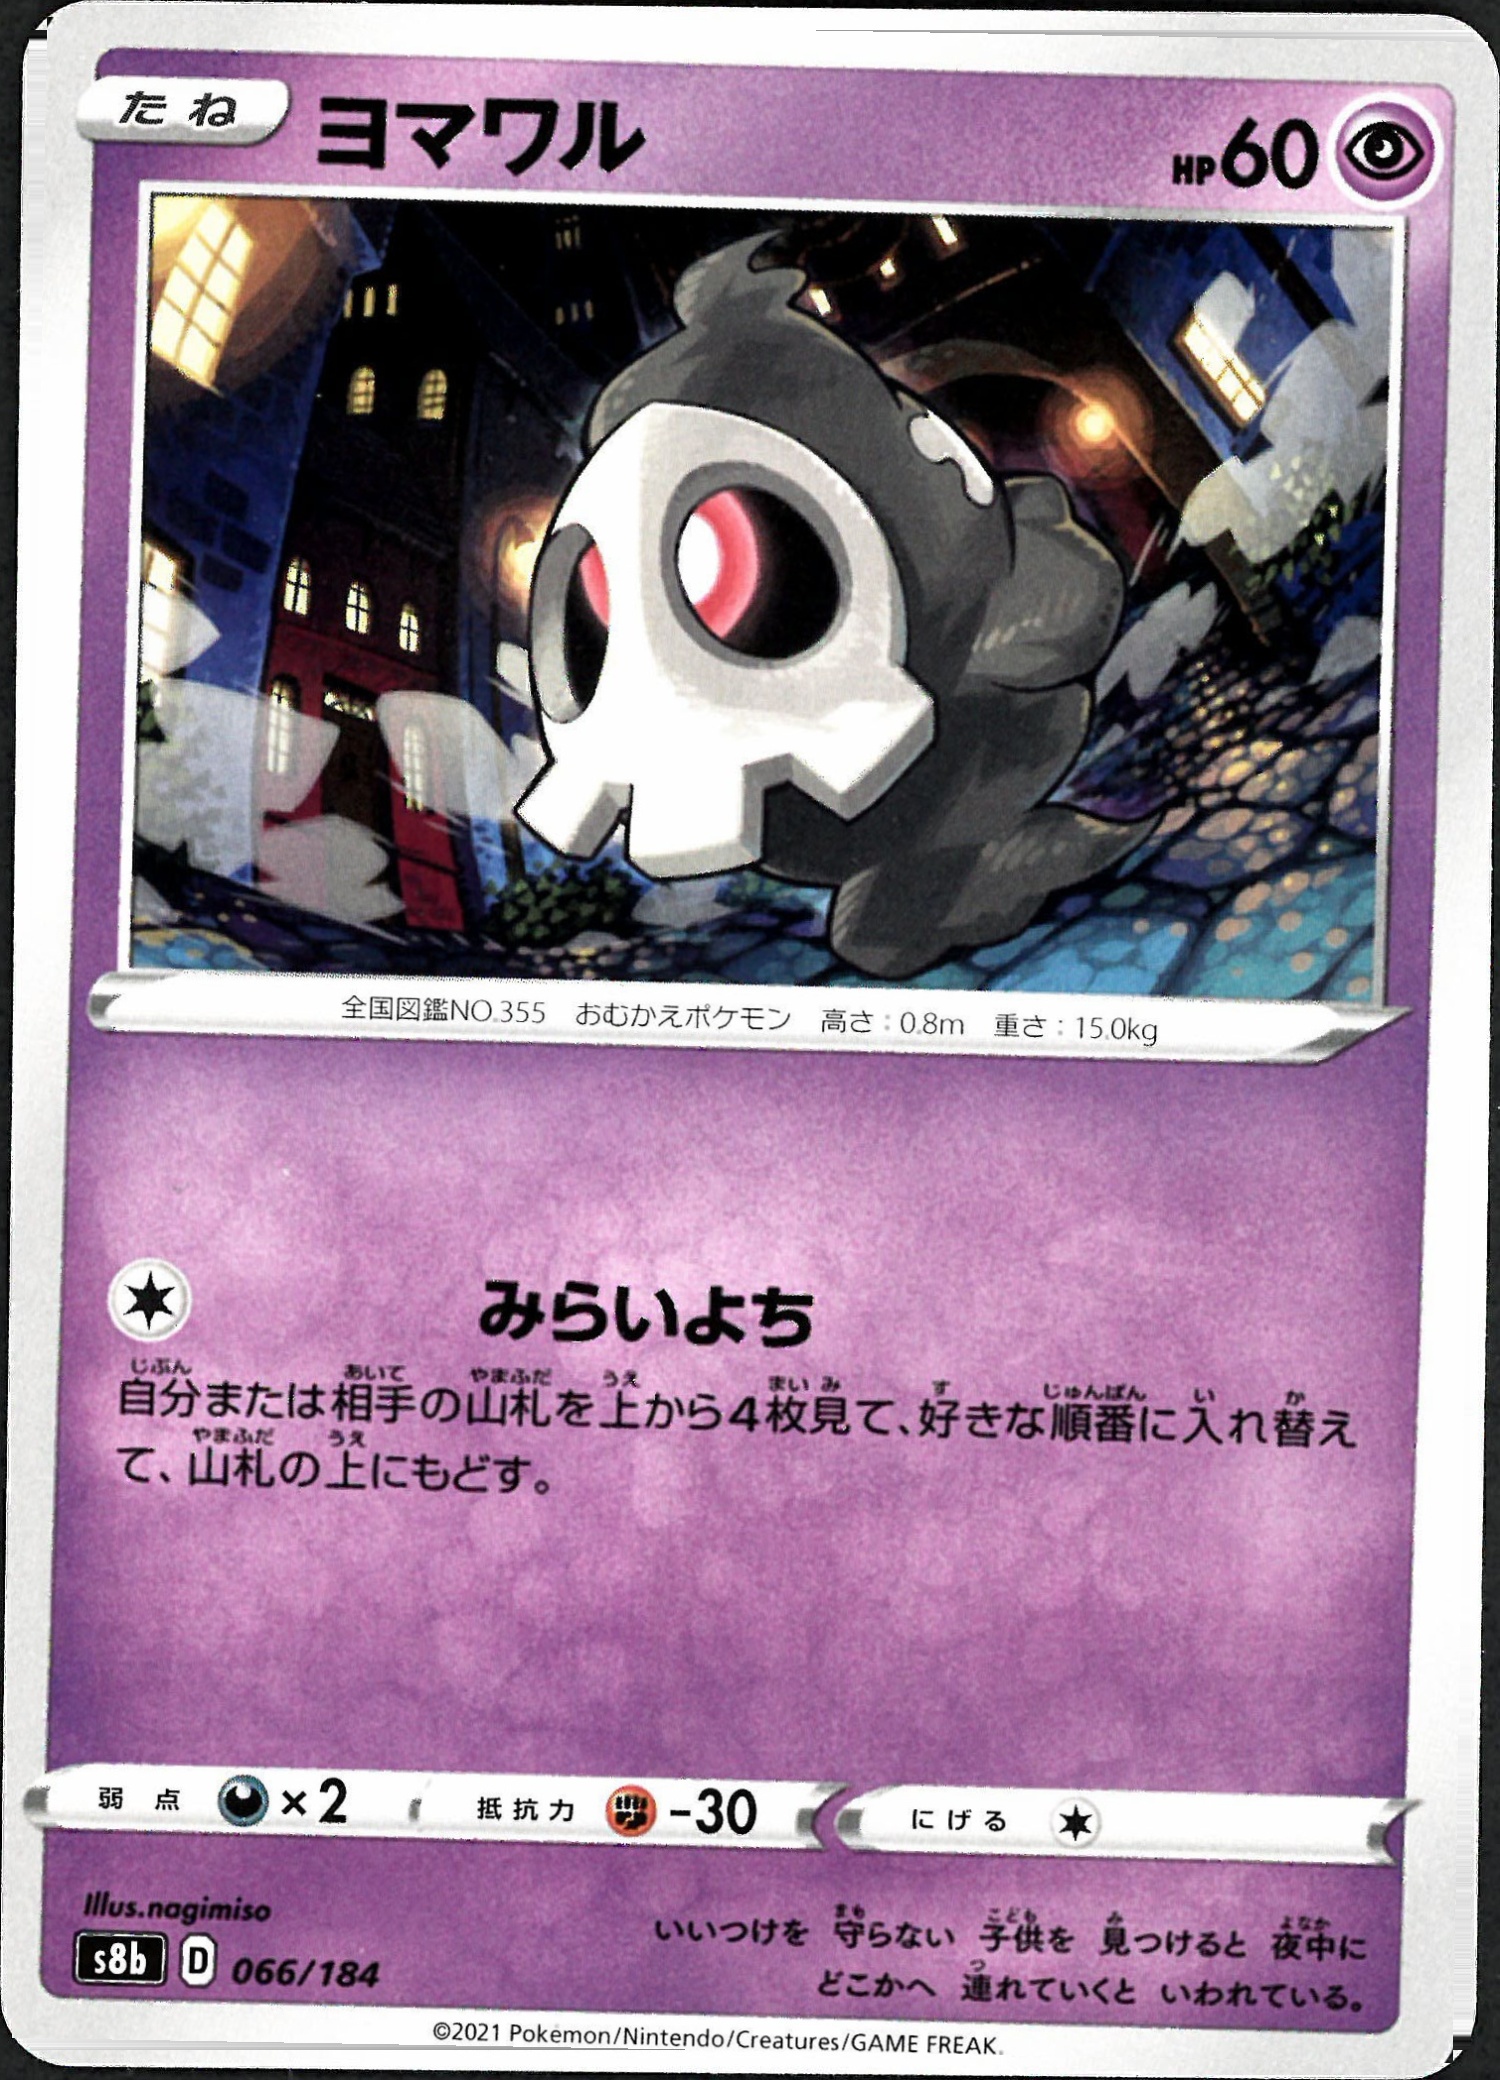 たね ヨマワル HP60
全国図鑑NO.355 おむかえポケモン 高さ：0.8m 重さ：15.0kg
みらいよち
自分または相手の山札を上から4枚見て、好きな順番に入れ替え
て、山札の上にもどす。
弱点 ×2 抵抗力 -30 にげる
Illus.nagimiso
いいつけを 守らない 子供を 見つけると 夜中に
どこかへ 連れていくと いわれている。
s8b D 066/184
©2021 Pokémon/Nintendo/Creatures/GAME FREAK.